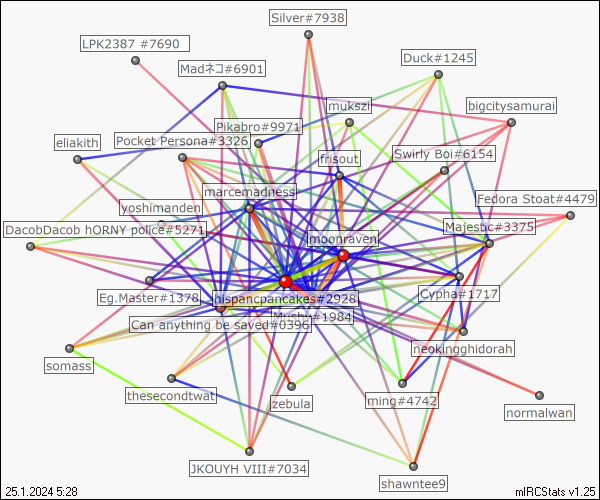 Silver#7938
LPK2387 #7690
Duck#1245
Madネコ#6901
mukszi
bigcitysamurai
Pikabro#9971
eliakith
Pocket Persona#3326
frisout
Swirly Boi#6154
marcemadness
Fedora Stoat#4479
yoshimanden
DacobDacob hORNY police#5271
Majestic#3375
moonraven
Eg.Master#1378
hispancpancakes#2928
Cypha#1717
Can anything be saved#0396
neokingghidorah
somass
thesecondtwat
zebula
ming#4742
normalwan
JKOUYH VIII#7034
shawntee9
25.1.2024 5:28
mIRCStats v1.25